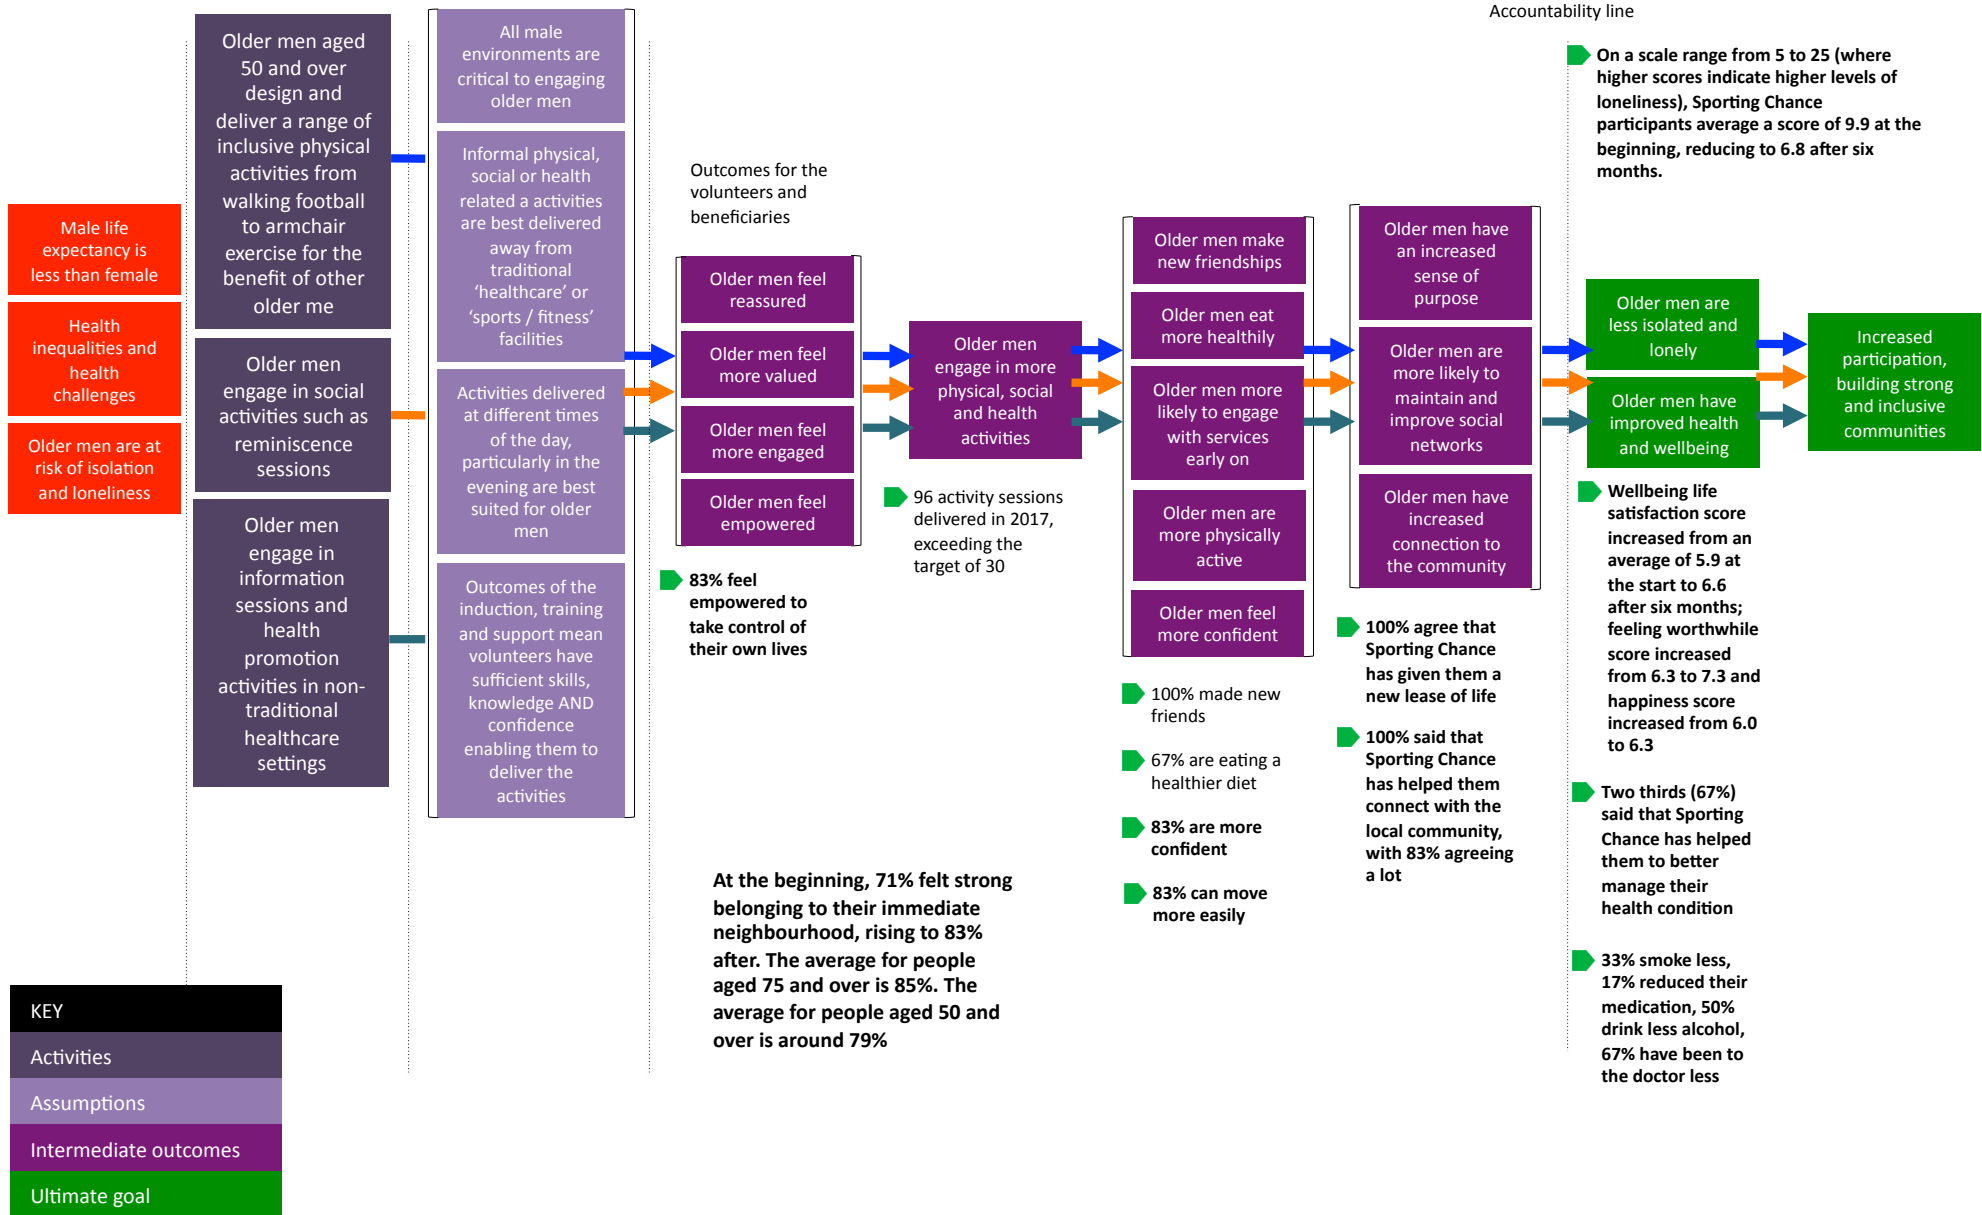 Accountability line
Male life
expectancy is
less than female
Health
inequalities and
health
challenges
Older men are at
risk of isolation
and loneliness
Older men aged
50 and over
design and
deliver a range of
inclusive physical
activities from
walking football
to armchair
exercise for the
benefit of other
older me
Older men
engage in social
activities such as
reminiscence
sessions
Older men
engage in
information
sessions and
health
promotion
activities in non-
traditional
healthcare
settings
All male
environments are
critical to engaging
older men
Informal physical,
social or health
related a activities
are best delivered
away from
traditional
‘healthcare’ or
‘sports / fitness’
facilities
Activities delivered
at different times
of the day,
particularly in the
evening are best
suited for older
men
Outcomes of the
induction, training
and support mean
volunteers have
sufficient skills,
knowledge AND
confidence
enabling them to
deliver the
activities
Outcomes for the
volunteers and
beneficiaries
Older men feel
reassured
Older men feel
more valued
Older men feel
more engaged
Older men feel
empowered
83% feel
empowered to
take control of
their own lives
Older men
engage in more
physical, social
and health
activities
96 activity sessions
delivered in 2017,
exceeding the
target of 30
At the beginning, 71% felt strong
belonging to their immediate
neighbourhood, rising to 83%
after. The average for people
aged 75 and over is 85%. The
average for people aged 50 and
over is around 79%
Older men make
new friendships
Older men eat
more healthily
Older men more
likely to engage
with services
early on
Older men are
more physically
active
Older men feel
more confident
100% made new
friends
67% are eating a
healthier diet
83% are more
confident
83% can move
more easily
Older men have
an increased
sense of
purpose
Older men are
more likely to
maintain and
improve social
networks
Older men have
increased
connection to
the community
100% agree that
Sporting Chance
has given them a
new lease of life
100% said that
Sporting Chance
has helped them
connect with the
local community,
with 83% agreeing
a lot
On a scale range from 5 to 25 (where
higher scores indicate higher levels of
loneliness), Sporting Chance
participants average a score of 9.9 at the
beginning, reducing to 6.8 after six
months.
Older men are
less isolated and
lonely
Older men have
improved health
and wellbeing
Increased
participation,
building strong
and inclusive
communities
Wellbeing life
satisfaction score
increased from an
average of 5.9 at
the start to 6.6
after six months;
feeling worthwhile
score increased
from 6.3 to 7.3 and
happiness score
increased from 6.0
to 6.3
Two thirds (67%)
said that Sporting
Chance has helped
them to better
manage their
health condition
33% smoke less,
17% reduced their
medication, 50%
drink less alcohol,
67% have been to
the doctor less
KEY
Activities
Assumptions
Intermediate outcomes
Ultimate goal